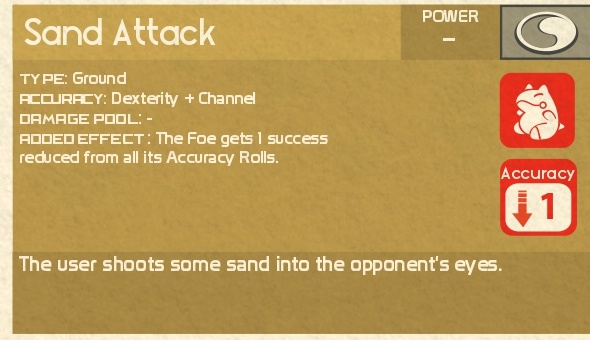 Sand Attack
POWER
–
TYPE: Ground
ACCURACY: Dexterity + Channel
DAMAGE POOL: -
ADDED EFFECT: The Foe gets 1 success
reduced from all its Accuracy Rolls.
Accuracy
1
The user shoots some sand into the opponent's eyes.